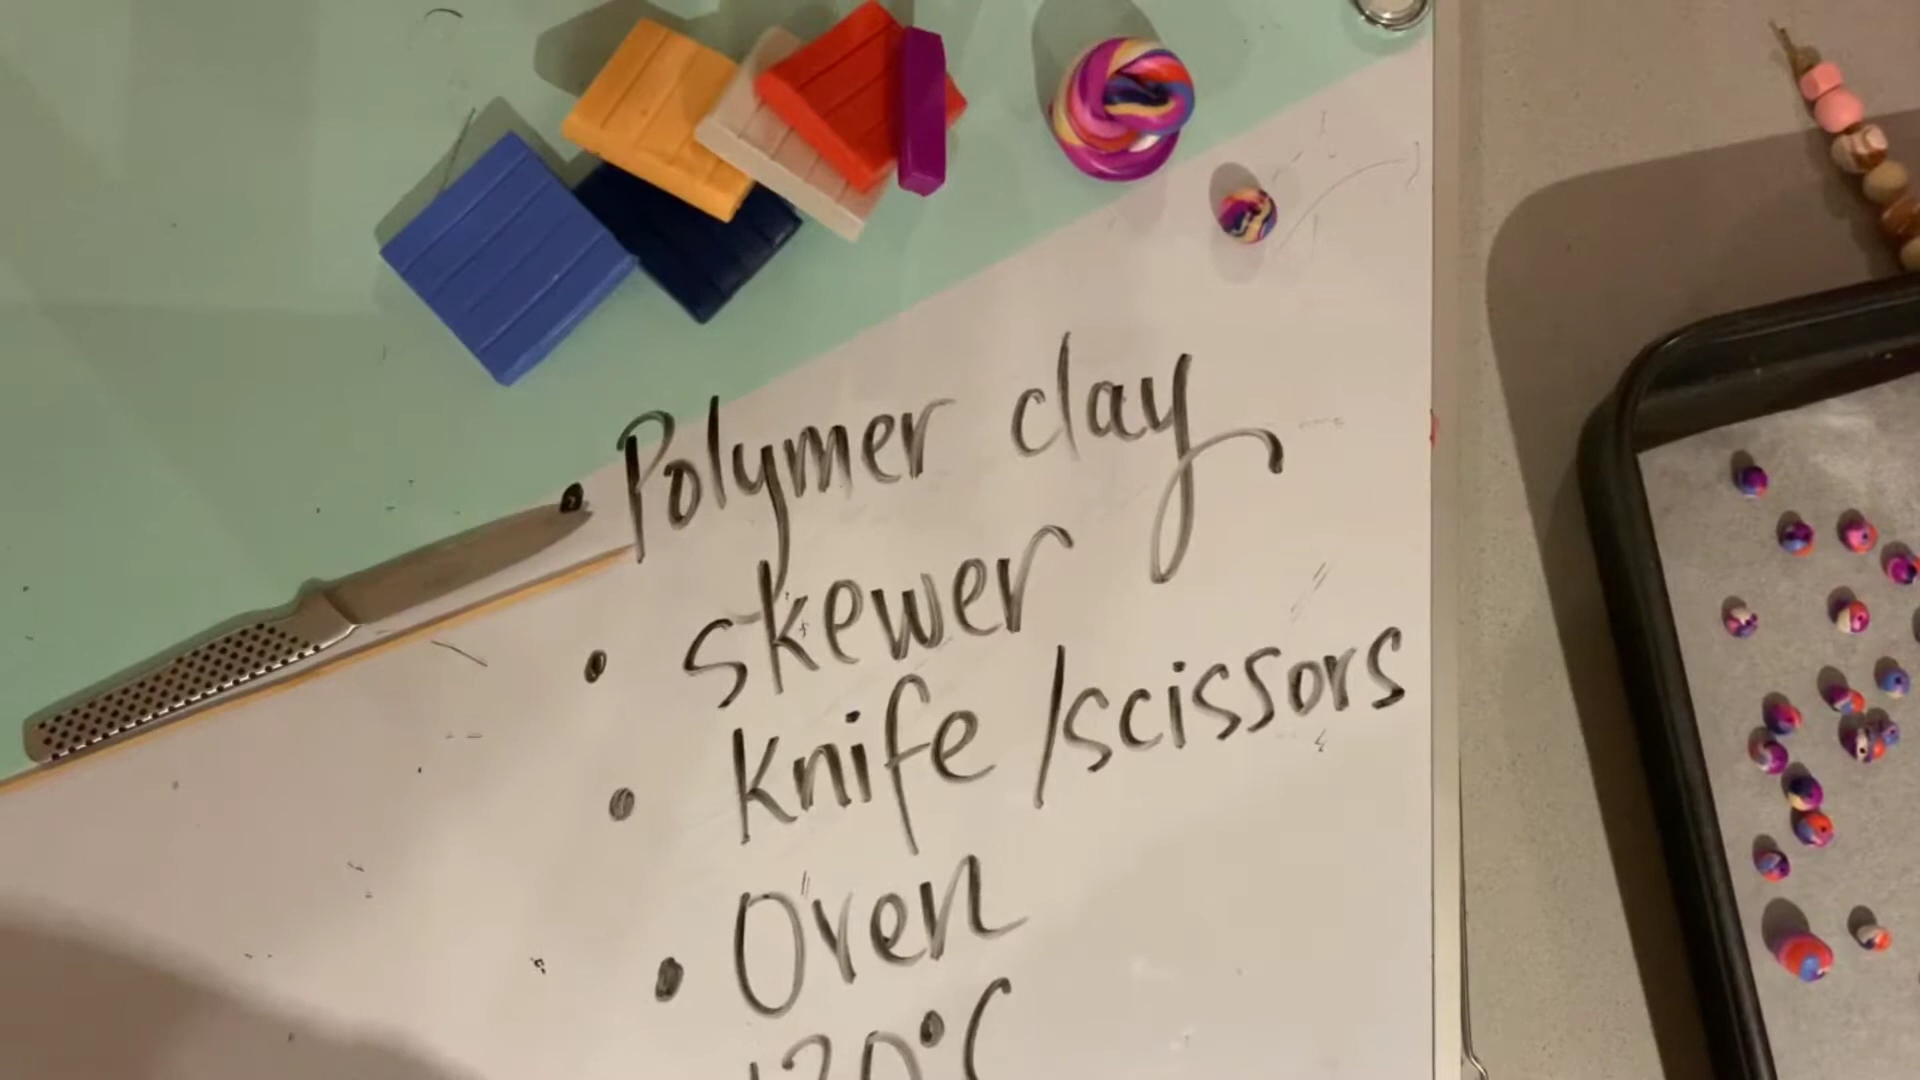 • Polymer clay
• skewer
• Knife/scissors
• Oven